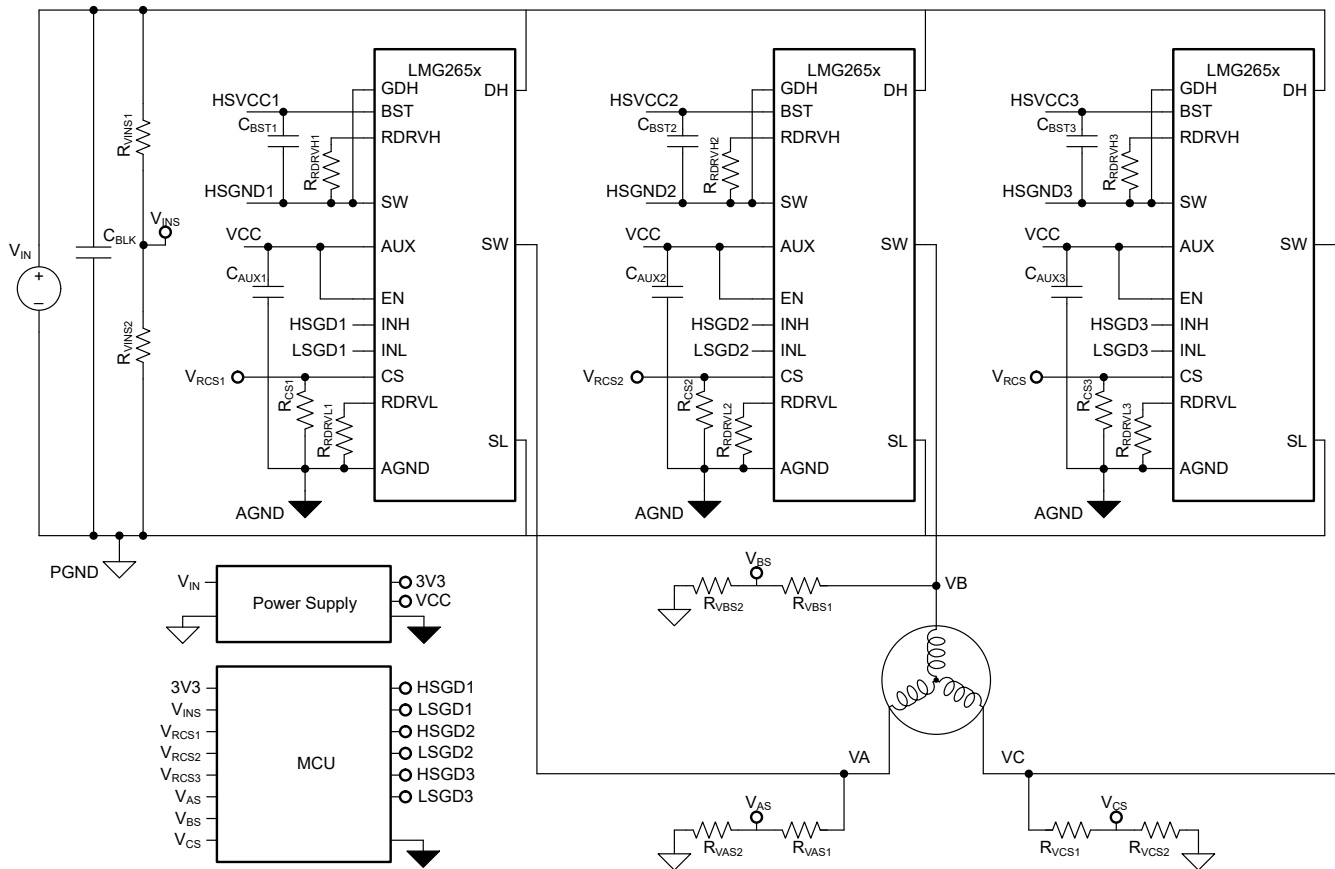 LMG265x
GDH
DH
HSVCC1
BST
CBST1
RDRVH
RRDRVH1
HSGND1
SW
VCC
AUX
SW
CAUX1
EN
HSGD1
INH
LSGD1
INL
VRCS1
CS
RCS1
RDRVL
RRDRVL1
SL
AGND
AGND
LMG265x
GDH
DH
HSVCC2
BST
CBST2
RDRVH
RRDRVH2
HSGND2
SW
VCC
AUX
SW
CAUX2
EN
HSGD2
INH
LSGD2
INL
VRCS2
CS
RCS2
RDRVL
RRDRVL2
SL
AGND
AGND
LMG265x
GDH
DH
HSVCC3
BST
CBST3
RDRVH
RRDRVH3
HSGND3
SW
VCC
AUX
SW
CAUX3
EN
HSGD3
INH
LSGD3
INL
VRCS
CS
RCS3
RDRVL
RRDRVL3
SL
AGND
AGND
RVINS1
VINS
CBLK
VIN
+
–
RVINS2
PGND
VIN
Power Supply
3V3
VCC
3V3
VINS
VRCS1
VRCS2
VRCS3
VAS
VBS
VCS
MCU
HSGD1
LSGD1
HSGD2
LSGD2
HSGD3
LSGD3
VBS
VB
RVBS2
RVBS1
VA
VC
VAS
RVAS2
RVAS1
VCS
RVCS1
RVCS2